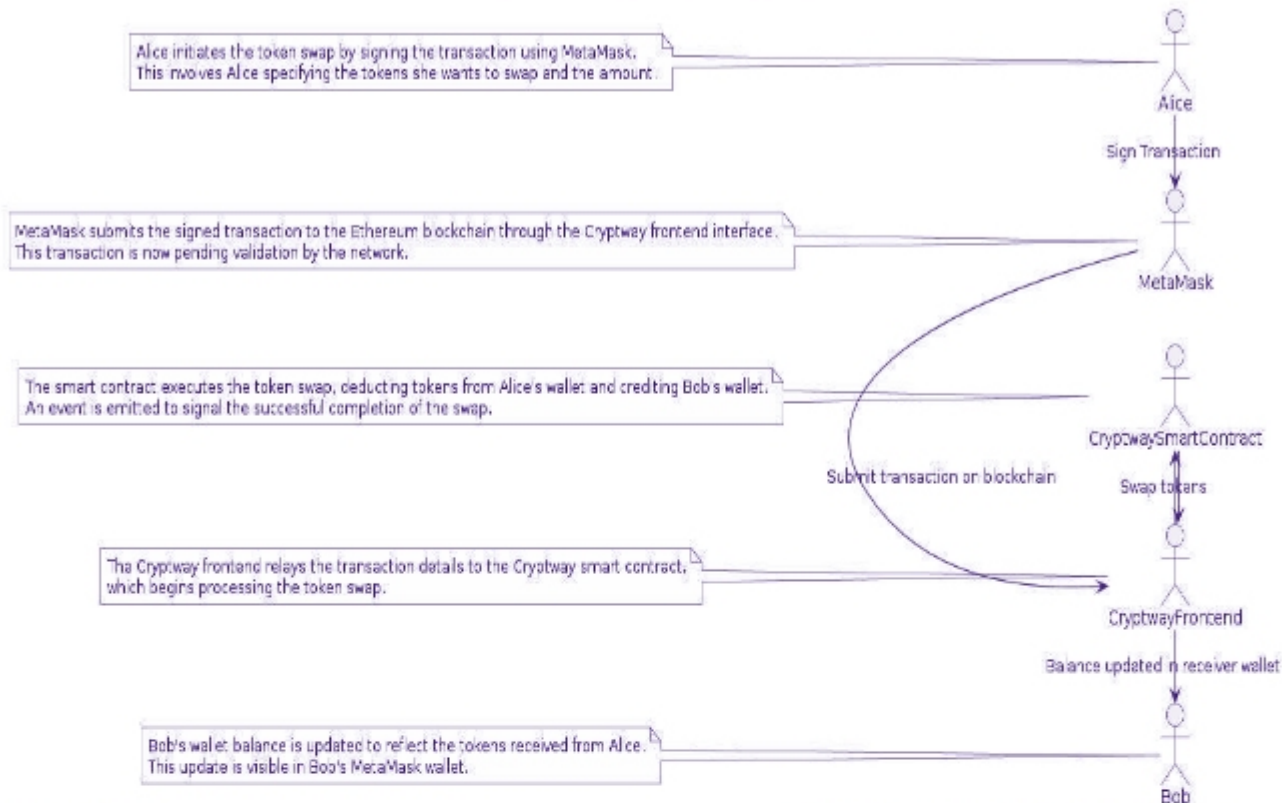 Alice initiates the token swap by signing the transaction using MetaMask.
This involves Alice specifying the tokens she wants to swap and the amount.
Alice
Sign Transaction
MetaMask submits the signed transaction to the Ethereum blockchain through the Cryptway frontend interface.
This transaction is now pending validation by the network.
MetaMask
The smart contract executes the token swap, deducting tokens from Alice's wallet and crediting Bob's wallet.
An event is emitted to signal the successful completion of the swap.
CryptwaySmartContract
Submit transaction on blockchain
Swap tokens
The Cryptway frontend relays the transaction details to the Cryptway smart contract,
which begins processing the token swap.
CryptwayFrontend
Balance updated in receiver wallet
Bob's wallet balance is updated to reflect the tokens received from Alice.
This update is visible in Bob's MetaMask wallet.
Bob